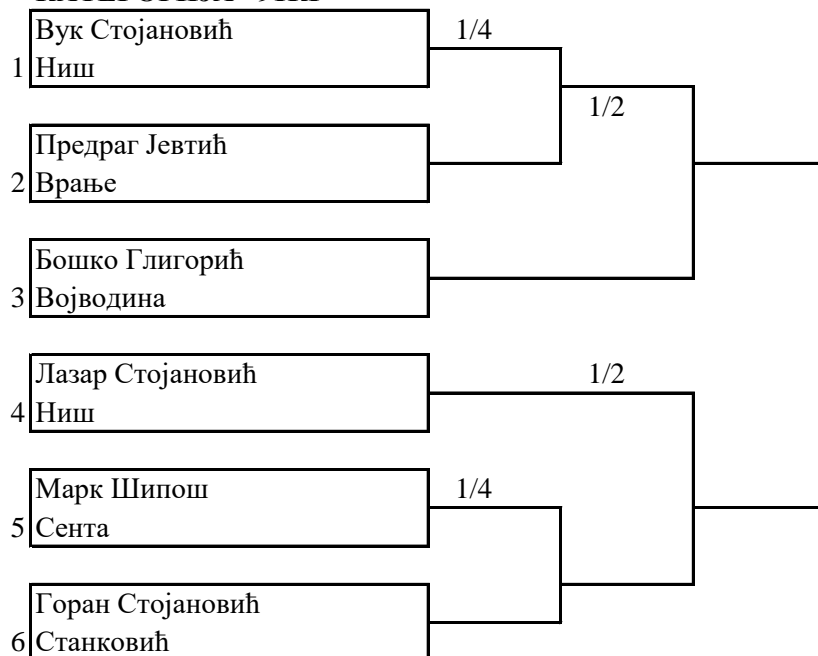 Вук Стојановић 1/4
1 Ниш
1/2
Предраг Јевтић
2 Врање
Бошко Глигорић
3 Војводина
Лазар Стојановић 1/2
4 Ниш
Марк Шипош 1/4
5 Сента
Горан Стојановић
6 Станковић